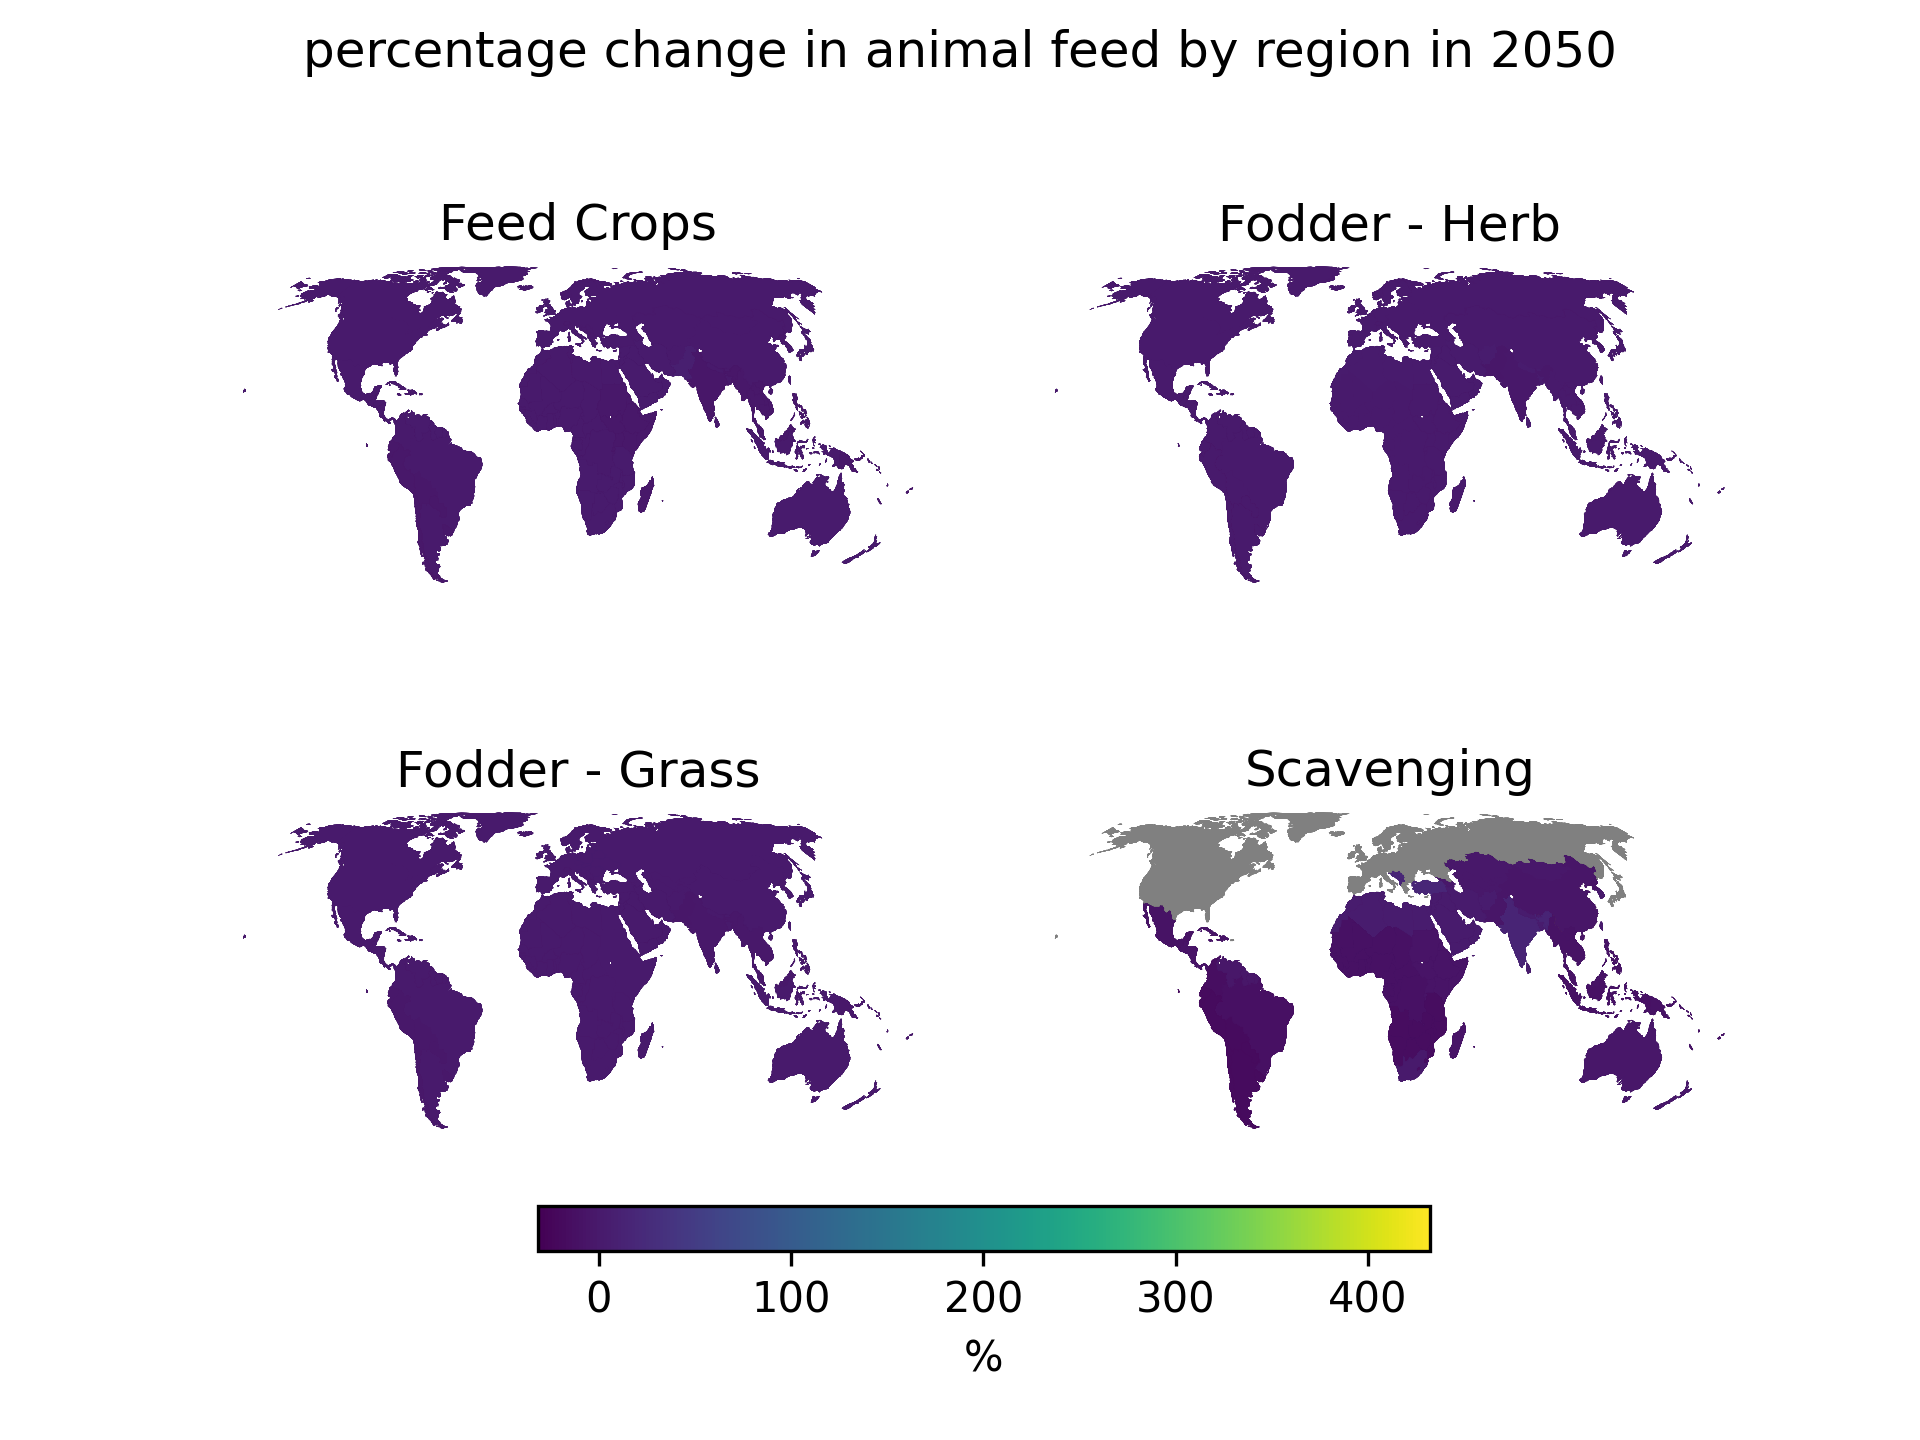 percentage change in animal feed by region in 2050
Feed Crops
Fodder - Herb
Fodder - Grass
Scavenging
0 100 200 300 400
%